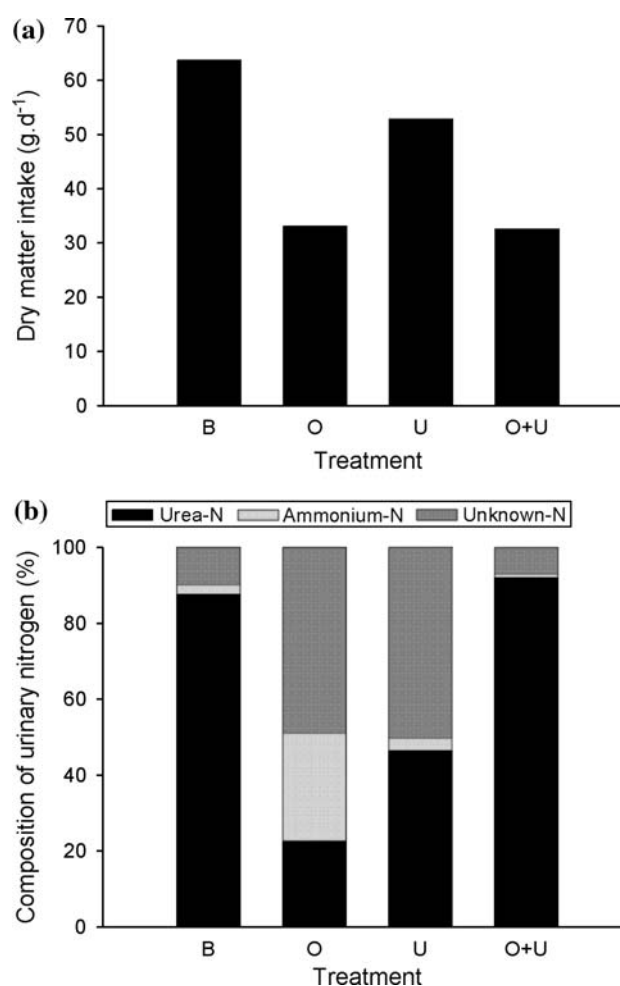 (a)
Dry matter intake (g.d⁻¹)
70
60
50
40
30
20
10
0
B O U O+U
Treatment
(b)
Urea-N Ammonium-N Unknown-N
Composition of urinary nitrogen (%)
100
80
60
40
20
0
B O U O+U
Treatment